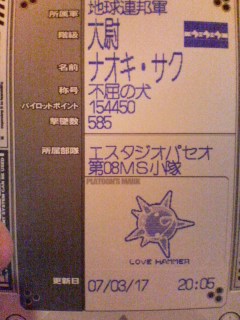 所属軍 地球連邦軍
階級 大尉
名前 ナオキ・サク
称号 不屈の犬
パイロットポイント 154450
撃墜数 585
所属部隊 エスタジオパセオ
第08MS小隊
PLATOON'S MARK
LOVE HAMMER
更新日 07/03/17 20:05